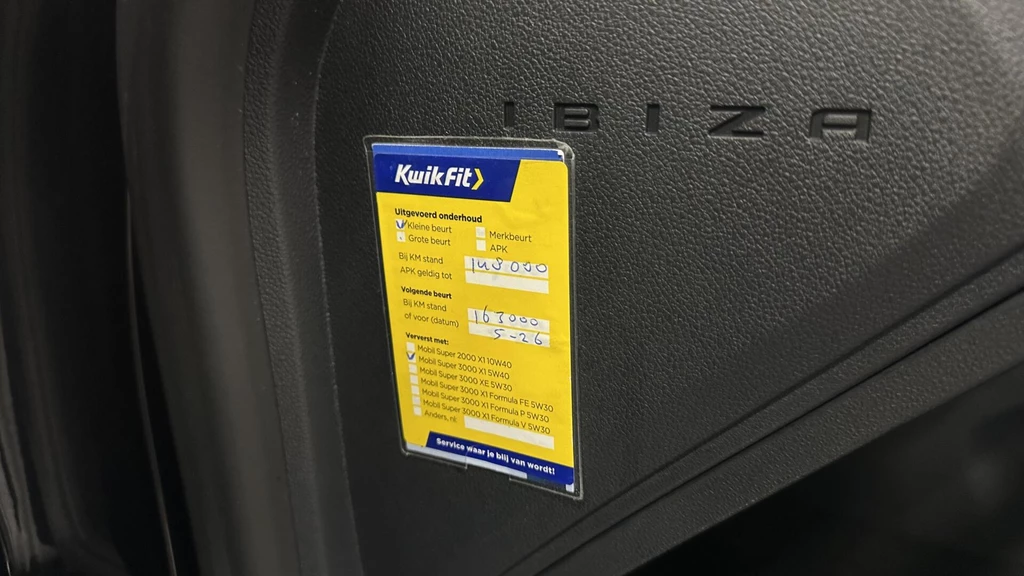 IBIZA
KwikFit
Uitgevoerd onderhoud
Kleine beurt Merkbeurt
Grote beurt APK
Bij KM stand 148000
APK geldig tot
Volgende beurt
Bij KM stand 163000
of voor (datum) 5-26
Ververst met:
Mobil Super 2000 X1 10W40
Mobil Super 3000 X1 5W40
Mobil Super 3000 XE 5W30
Mobil Super 3000 X1 Formula FE 5W30
Mobil Super 3000 X1 Formula P 5W30
Mobil Super 3000 X1 Formula V 5W30
Anders, nl:
Service waar je blij van wordt!